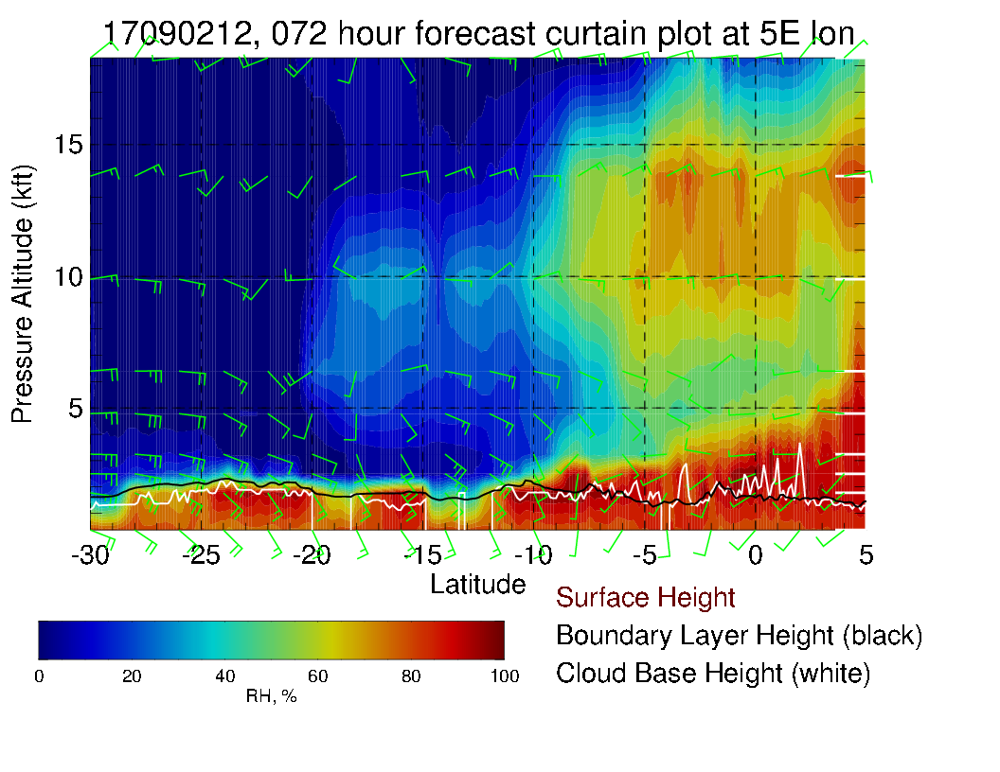 17090212, 072 hour forecast curtain plot at 5E lon
Pressure Altitude (kft)
15
10
5
-30 -25 -20 -15 -10 -5 0 5
Latitude
Surface Height
Boundary Layer Height (black)
Cloud Base Height (white)
0 20 40 60 80 100
RH, %